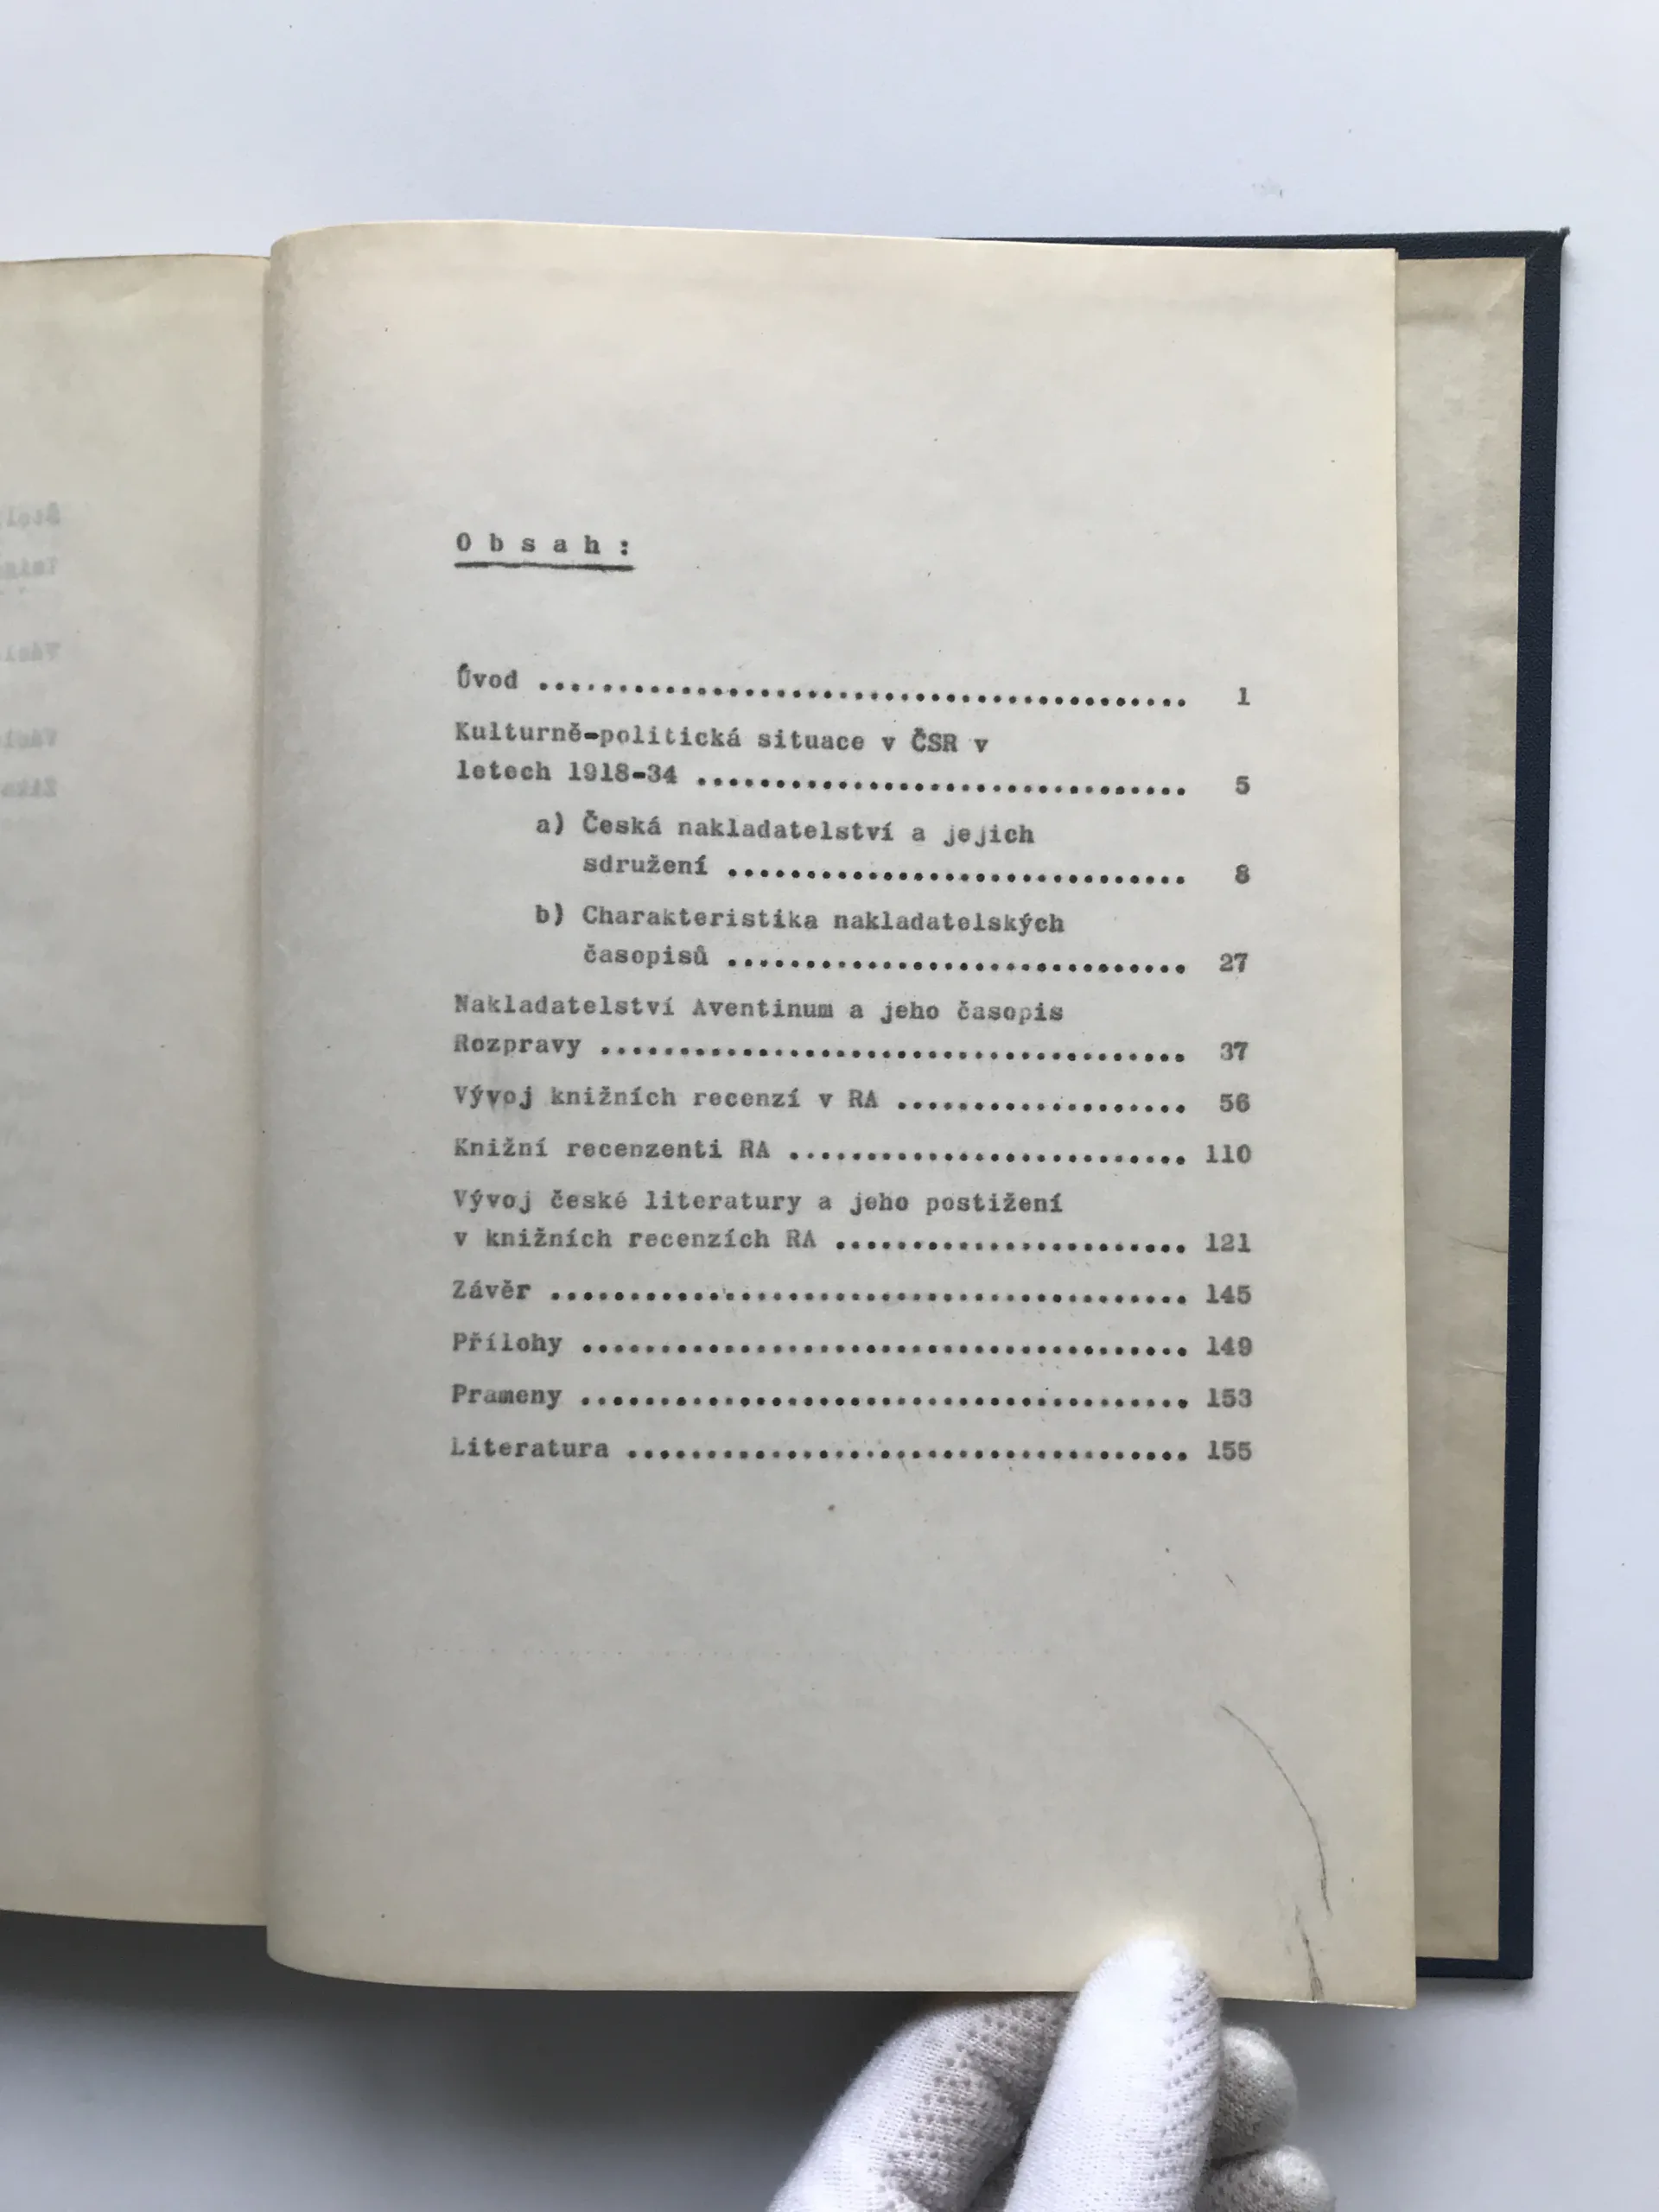 Obsah:
Úvod ........................................ 1
Kulturně-politická situace v ČSR v
letech 1918-34 ............................... 5
a) Česká nakladatelství a jejich
sdružení ............................. 8
b) Charakteristika nakladatelských
časopisů ............................. 27
Nakladatelství Aventinum a jeho časopis
Rozpravy ..................................... 37
Vývoj knižních recenzí v RA ................... 56
Knižní recenzenti RA ......................... 110
Vývoj české literatury a jeho postižení
v knižních recenzích RA ....................... 121
Závěr ......................................... 145
Přílohy ....................................... 149
Prameny ....................................... 153
Literatura .................................... 155